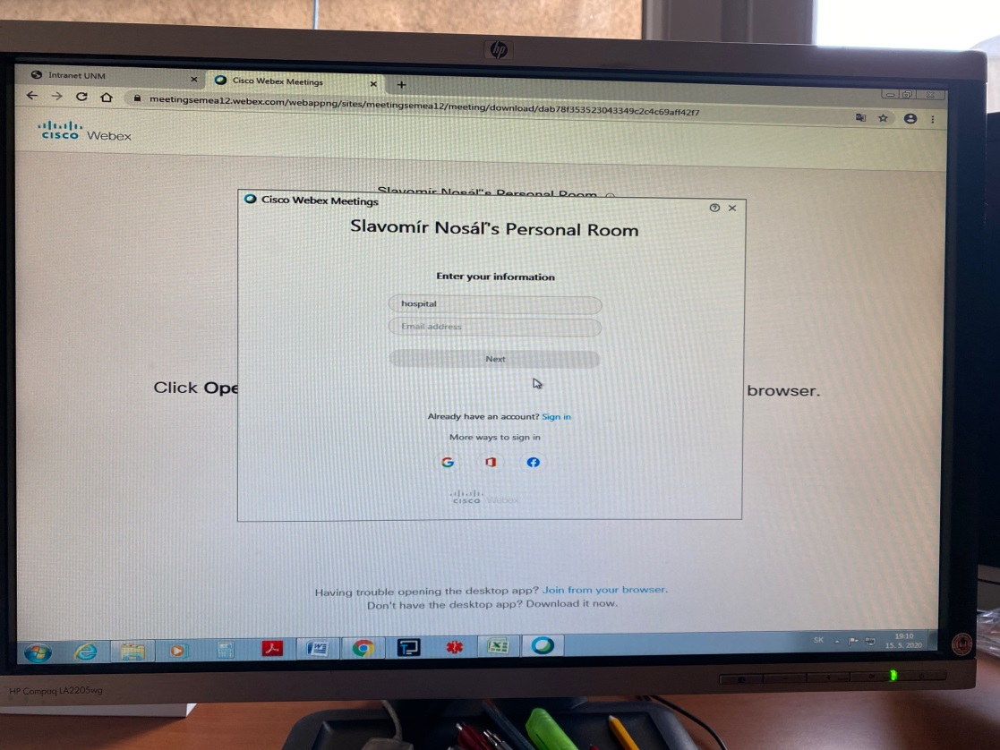 hp
Intranet UNM
Cisco Webex Meetings
meetingsemea12.webex.com/webappng/sites/meetingsemea12/meeting/download/dab78f353523043349c2c4c69aff42f7
CISCO Webex
Slavomír Nosáľ's Personal Room
Cisco Webex Meetings
Slavomír Nosáľ's Personal Room
Enter your information
hospital
Email address
Next
Click Ope
browser.
Already have an account? Sign in
More ways to sign in
CISCO Webex
Having trouble opening the desktop app? Join from your browser.
Don't have the desktop app? Download it now.
SK
19:10
15. 5. 2020
HP Compaq LA2205wg